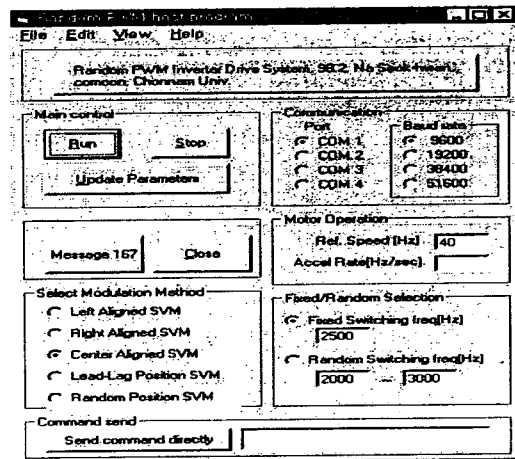 Random PWM host program
File Edit View Help
Random PWM Inverter Drive System, 98.2, Na Seok-hwan,
comoon, Chonnam Univ.
Main control
Run Stop
Update Parameters
Communication
Port
COM 1
COM 2
COM 3
COM 4
Baud rate
9600
19200
38400
51600
Message 167 Close
Motor Operation
Ref. Speed [Hz] 40
Accel Rate[Hz/sec]
Select Modulation Method
Left Aligned SVM
Right Aligned SVM
Center Aligned SVM
Lead-Lag Position SVM
Random Position SVM
Fixed/Random Selection
Fixed Switching freq[Hz]
2500
Random Switching freq[Hz]
2000 ... 3000
Command send
Send command directly